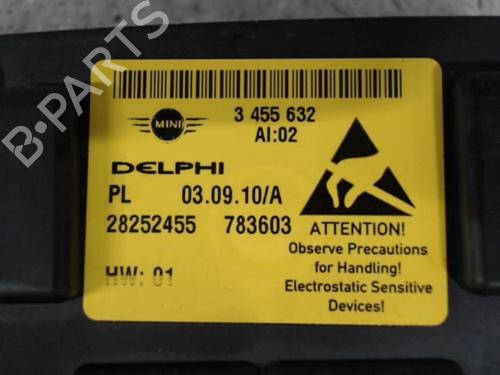 B-PARTS
MINI
3 455 632
AI:02
DELPHI
PL 03.09.10/A
28252455 783603
HW: 01
ATTENTION!
Observe Precautions
for Handling!
Electrostatic Sensitive
Devices!